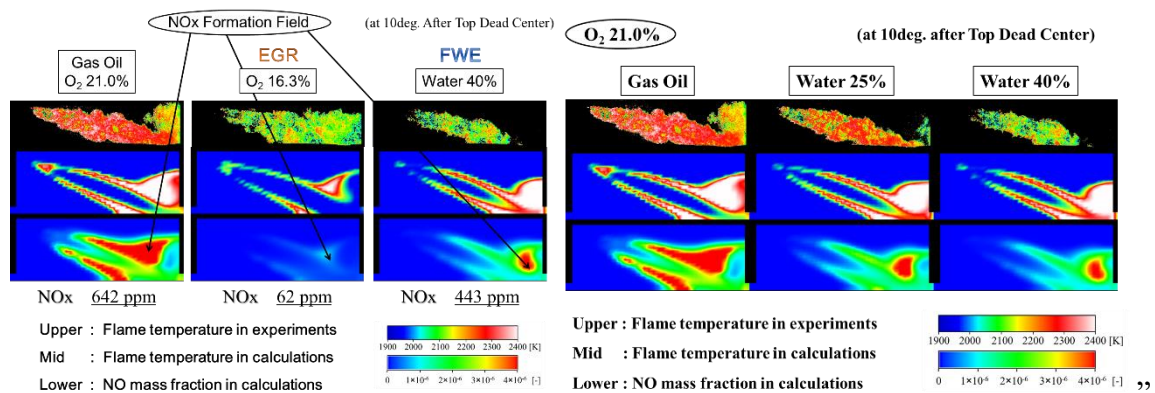 NOx Formation Field
(at 10deg. After Top Dead Center)
EGR
FWE
Gas Oil
O₂ 21.0%
O₂ 16.3%
Water 40%
NOx 642 ppm
NOx 62 ppm
NOx 443 ppm
Upper : Flame temperature in experiments
Mid : Flame temperature in calculations
Lower : NO mass fraction in calculations
1900 2000 2100 2200 2300 2400 [K]
0 1×10⁻⁶ 2×10⁻⁶ 3×10⁻⁶ 4×10⁻⁶ [-]
O₂ 21.0%
(at 10deg. after Top Dead Center)
Gas Oil
Water 25%
Water 40%
Upper : Flame temperature in experiments
Mid : Flame temperature in calculations
Lower : NO mass fraction in calculations
1900 2000 2100 2200 2300 2400 [K]
0 1×10⁻⁶ 2×10⁻⁶ 3×10⁻⁶ 4×10⁻⁶ [-]
”